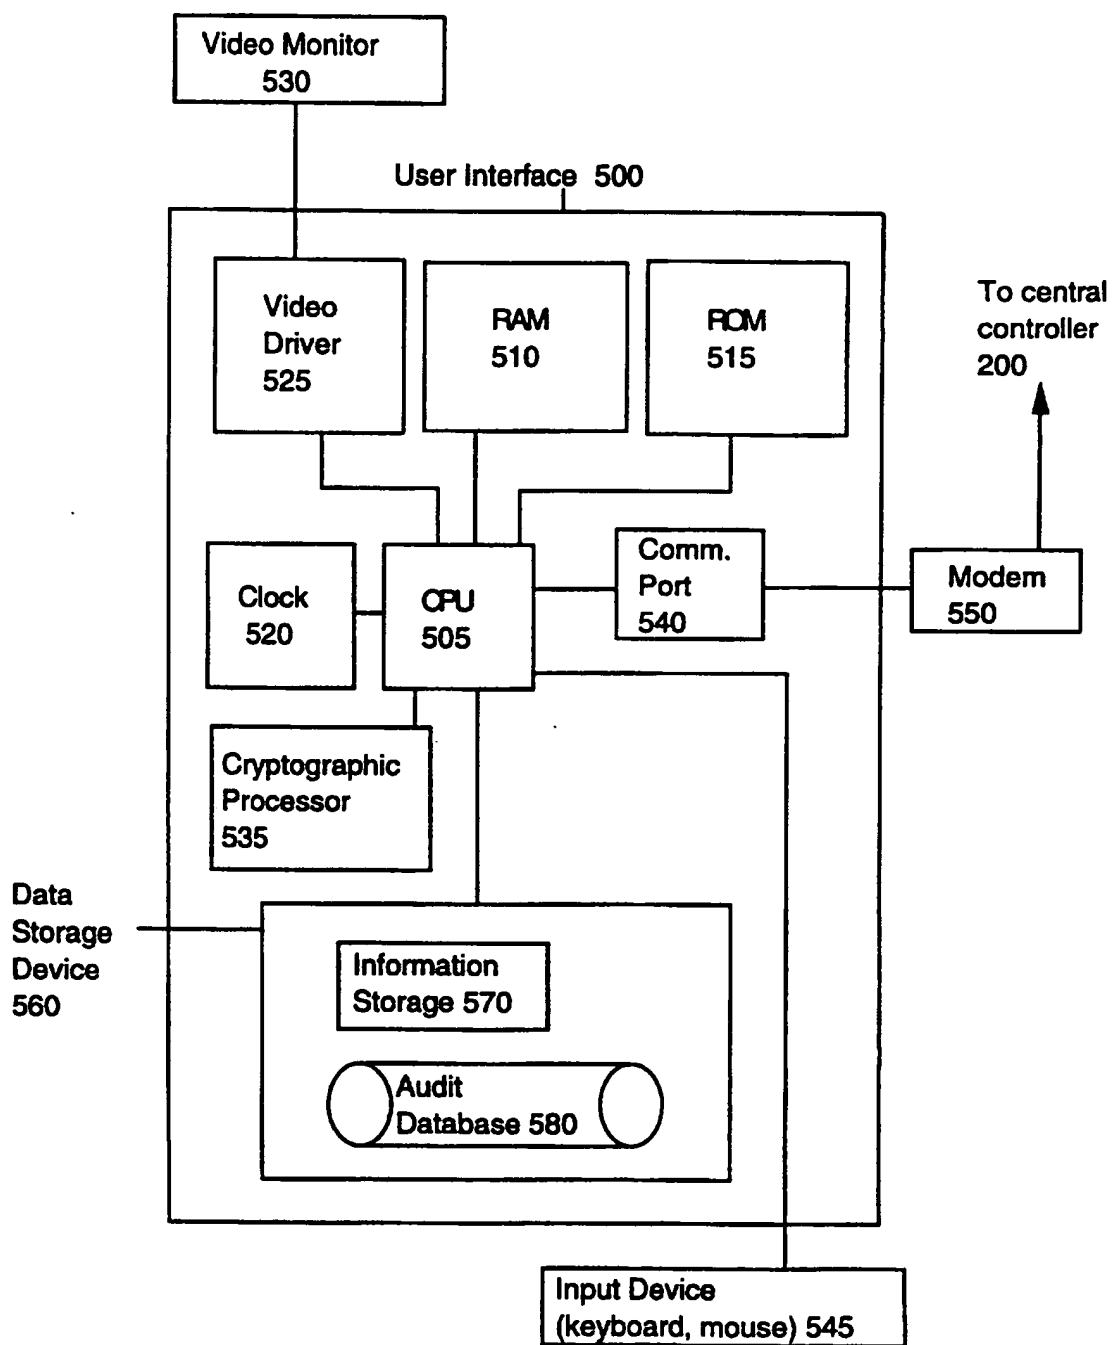 Video Monitor
530
User Interface 500
Video
Driver
525
RAM
510
ROM
515
To central
controller
200
Clock
520
CPU
505
Comm.
Port
540
Modem
550
Cryptographic
Processor
535
Data
Storage
Device
560
Information
Storage 570
Audit
Database 580
Input Device
(keyboard, mouse) 545